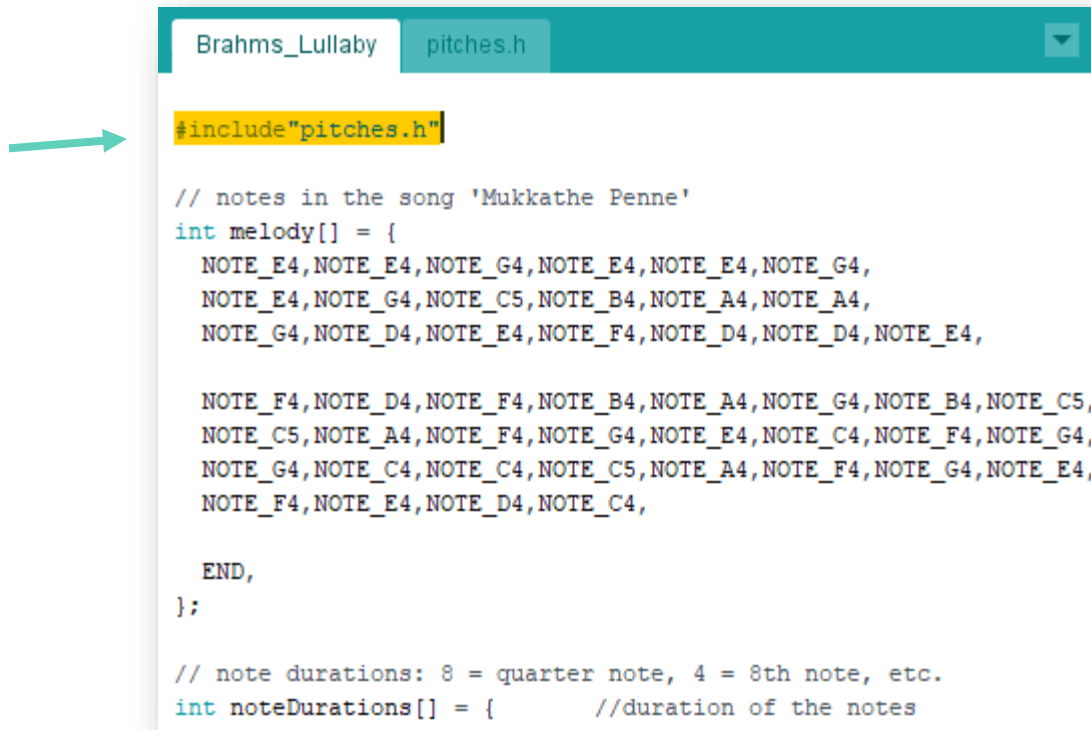 Brahms_Lullaby pitches.h
#include"pitches.h"
// notes in the song 'Mukkathe Penne'
int melody[] = {
NOTE_E4,NOTE_E4,NOTE_G4,NOTE_E4,NOTE_E4,NOTE_G4,
NOTE_E4,NOTE_G4,NOTE_C5,NOTE_B4,NOTE_A4,NOTE_A4,
NOTE_G4,NOTE_D4,NOTE_E4,NOTE_F4,NOTE_D4,NOTE_D4,NOTE_E4,
NOTE_F4,NOTE_D4,NOTE_F4,NOTE_B4,NOTE_A4,NOTE_G4,NOTE_B4,NOTE_C5,
NOTE_C5,NOTE_A4,NOTE_F4,NOTE_G4,NOTE_E4,NOTE_C4,NOTE_F4,NOTE_G4,
NOTE_G4,NOTE_C4,NOTE_C4,NOTE_C5,NOTE_A4,NOTE_F4,NOTE_G4,NOTE_E4,
NOTE_F4,NOTE_E4,NOTE_D4,NOTE_C4,
END,
};
// note durations: 8 = quarter note, 4 = 8th note, etc.
int noteDurations[] = { //duration of the notes